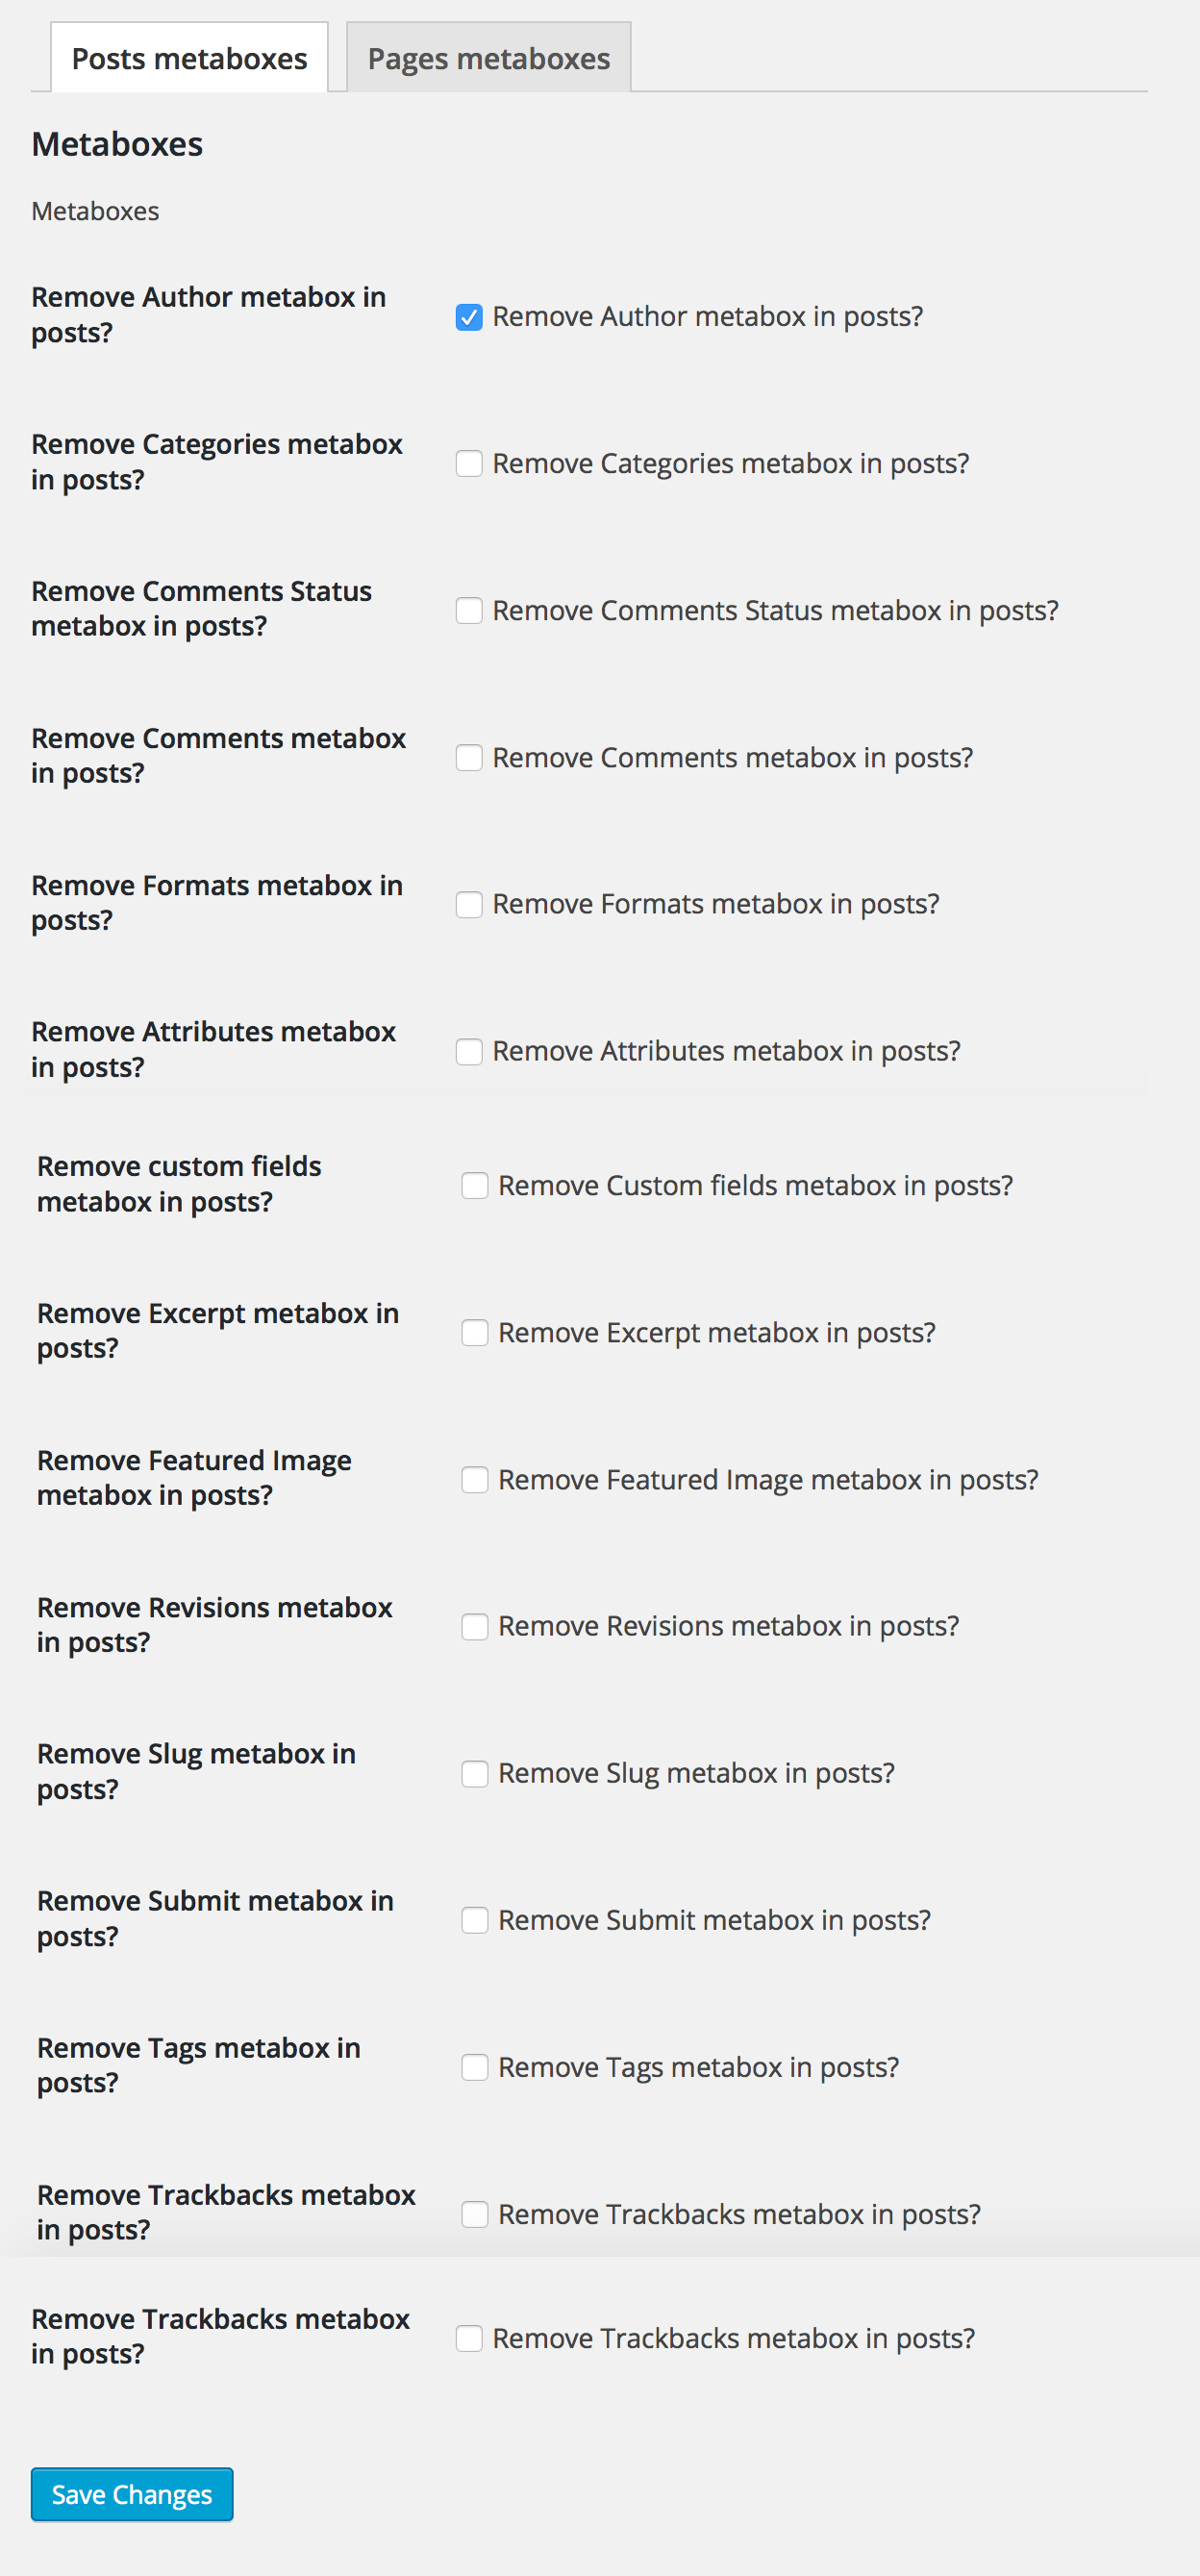 Posts metaboxes
Pages metaboxes
Metaboxes
Metaboxes
Remove Author metabox in
posts?
Remove Author metabox in posts?
Remove Categories metabox
in posts?
Remove Categories metabox in posts?
Remove Comments Status
metabox in posts?
Remove Comments Status metabox in posts?
Remove Comments metabox
in posts?
Remove Comments metabox in posts?
Remove Formats metabox in
posts?
Remove Formats metabox in posts?
Remove Attributes metabox
in posts?
Remove Attributes metabox in posts?
Remove custom fields
metabox in posts?
Remove Custom fields metabox in posts?
Remove Excerpt metabox in
posts?
Remove Excerpt metabox in posts?
Remove Featured Image
metabox in posts?
Remove Featured Image metabox in posts?
Remove Revisions metabox
in posts?
Remove Revisions metabox in posts?
Remove Slug metabox in
posts?
Remove Slug metabox in posts?
Remove Submit metabox in
posts?
Remove Submit metabox in posts?
Remove Tags metabox in
posts?
Remove Tags metabox in posts?
Remove Trackbacks metabox
in posts?
Remove Trackbacks metabox in posts?
Remove Trackbacks metabox
in posts?
Remove Trackbacks metabox in posts?
Save Changes